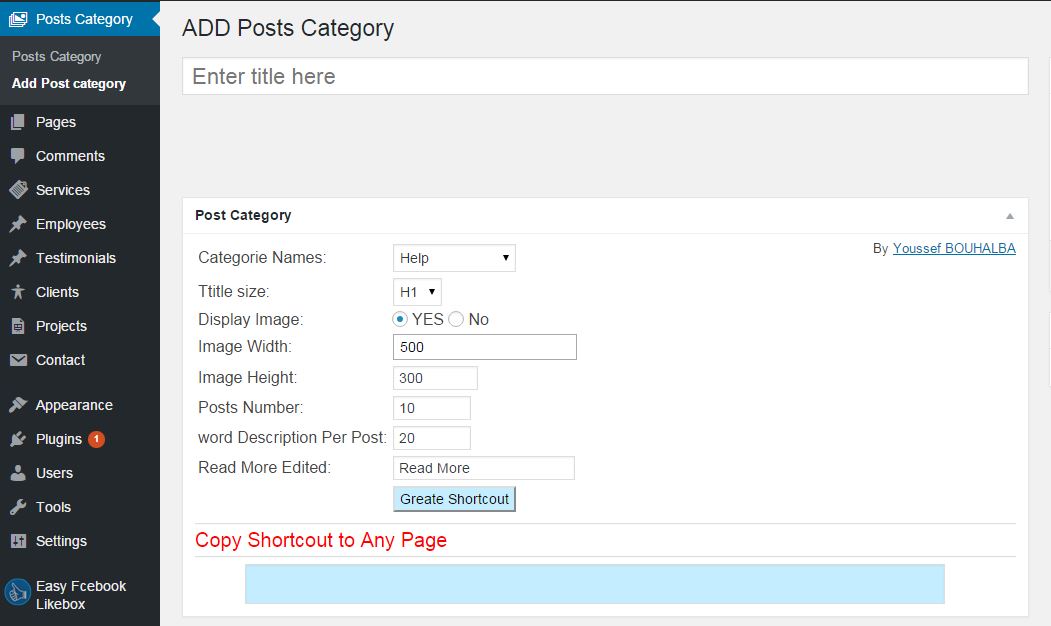 Posts Category
Posts Category
Add Post category
Pages
Comments
Services
Employees
Testimonials
Clients
Projects
Contact
Appearance
Plugins 1
Users
Tools
Settings
Easy Fcebook
Likebox
ADD Posts Category
Enter title here
Post Category
By Youssef BOUHALBA
Categorie Names: Help
Ttitle size: H1
Display Image: YES No
Image Width: 500
Image Height: 300
Posts Number: 10
word Description Per Post: 20
Read More Edited: Read More
Greate Shortcout
Copy Shortcout to Any Page